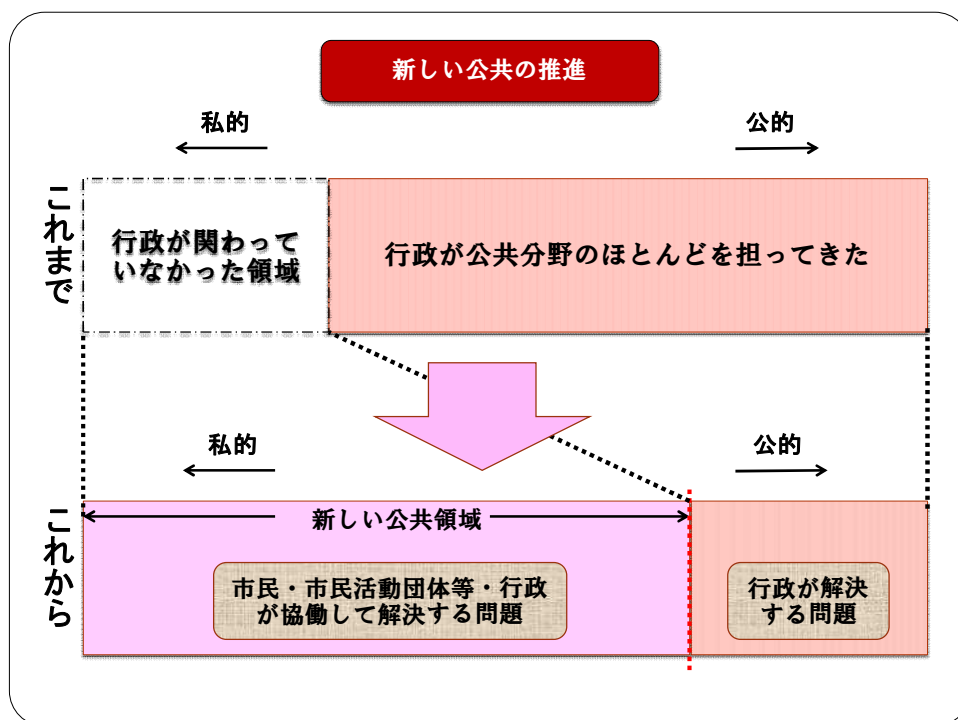 新しい公共の推進
私的
公的
これまで
行政が関わって
いなかった領域
行政が公共分野のほとんどを担ってきた
私的
公的
これから
新しい公共領域
市民・市民活動団体等・行政
が協働して解決する問題
行政が解決
する問題